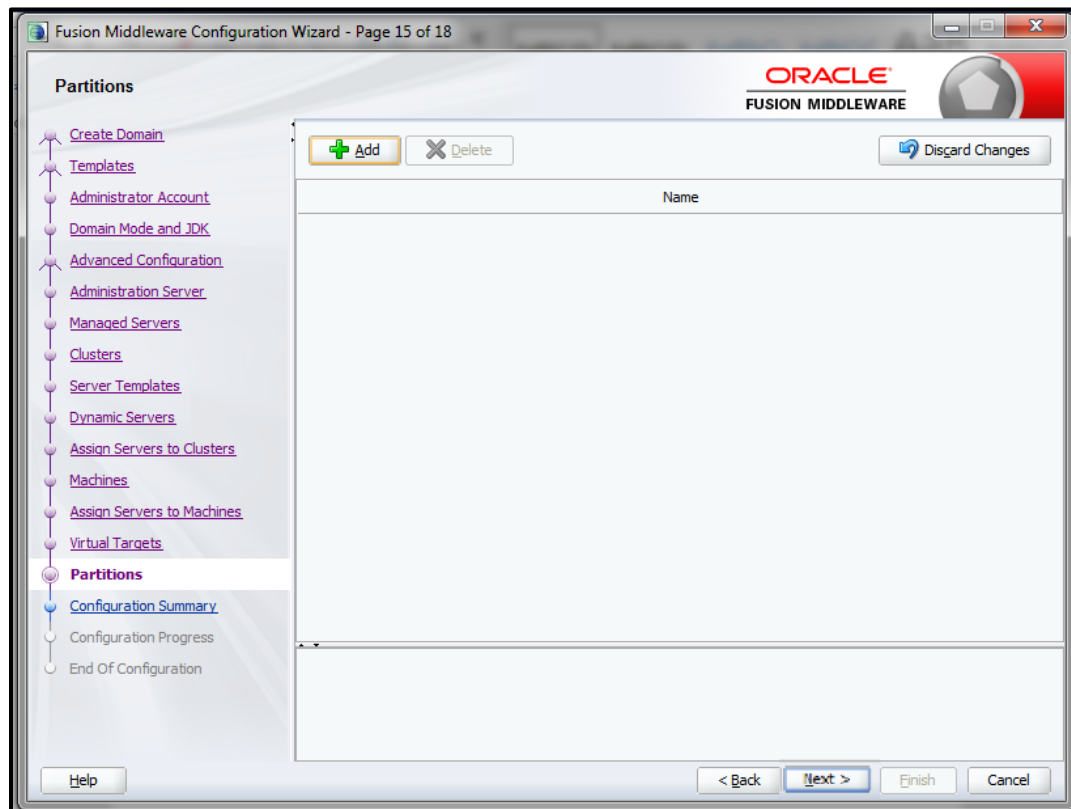 Fusion Middleware Configuration Wizard - Page 15 of 18
Partitions
ORACLE
FUSION MIDDLEWARE
Create Domain
Templates
Administrator Account
Domain Mode and JDK
Advanced Configuration
Administration Server
Managed Servers
Clusters
Server Templates
Dynamic Servers
Assign Servers to Clusters
Machines
Assign Servers to Machines
Virtual Targets
Partitions
Configuration Summary
Configuration Progress
End Of Configuration
Add Delete Discard Changes
Name
Help < Back Next > Finish Cancel